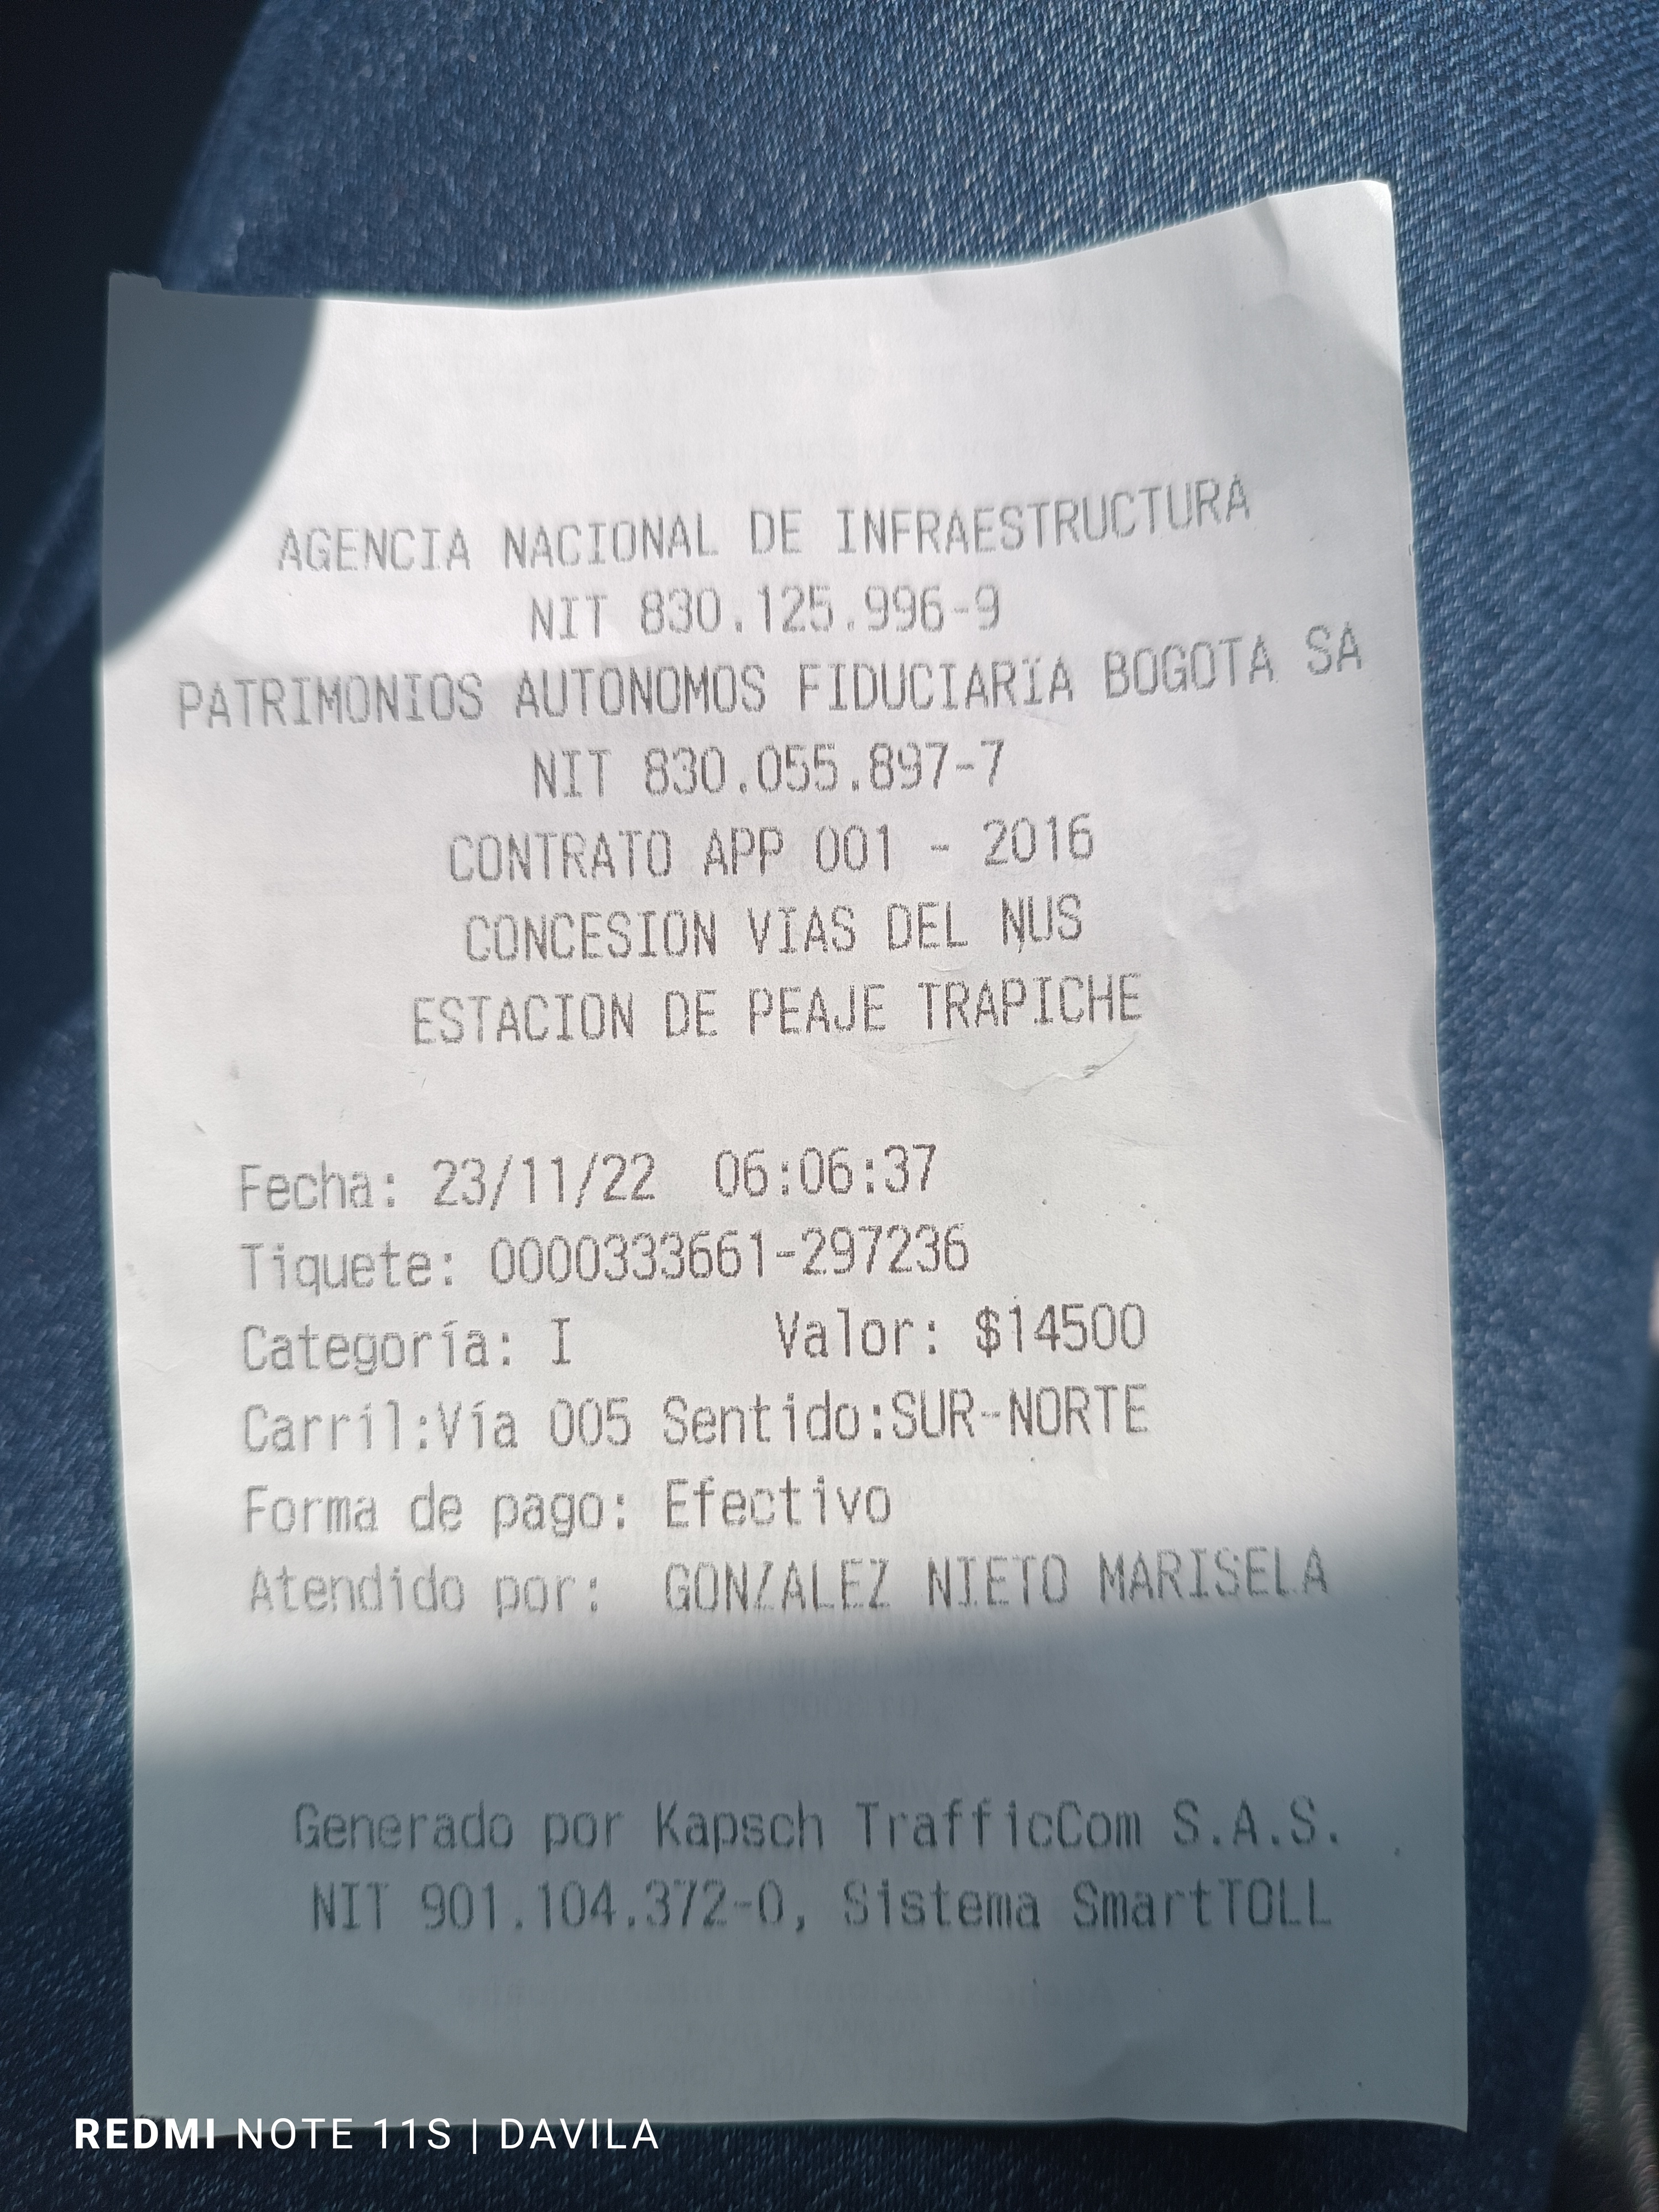 AGENCIA NACIONAL DE INFRAESTRUCTURA
NIT 830.125.996-9
PATRIMONIOS AUTONOMOS FIDUCIARÏA BOGOTA SA
NIT 830.055.897-7
CONTRATO APP 001 - 2016
CONCESION VIAS DEL NUS
ESTACION DE PEAJE TRAPICHE
Fecha: 23/11/22 06:06:37
Tiquete: 0000333661-297236
Categoría: I Valor: $14500
Carril:Vía 005 Sentido:SUR-NORTE
Forma de pago: Efectivo
Atendido por: GONZALEZ NIETO MARISELA
Generado por Kapsch TrafficCom S.A.S.
NIT 901.104.372-0, Sistema SmartTOLL
REDMI NOTE 11S | DAVILA